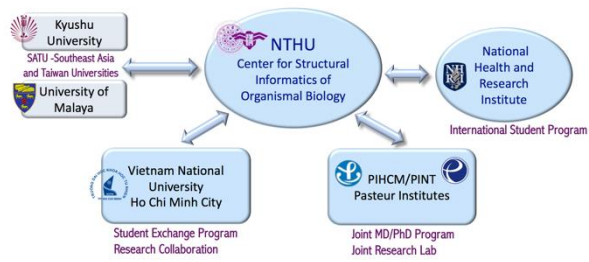 Kyushu
University
SATU -Southeast Asia
and Taiwan Universities
University of
Malaya
NTHU
Center for Structural
Informatics of
Organismal Biology
National
Health and
Research
Institute
International Student Program
Vietnam National
University
Ho Chi Minh City
Student Exchange Program
Research Collaboration
PIHCM/PINT
Pasteur Institutes
Joint MD/PhD Program
Joint Research Lab